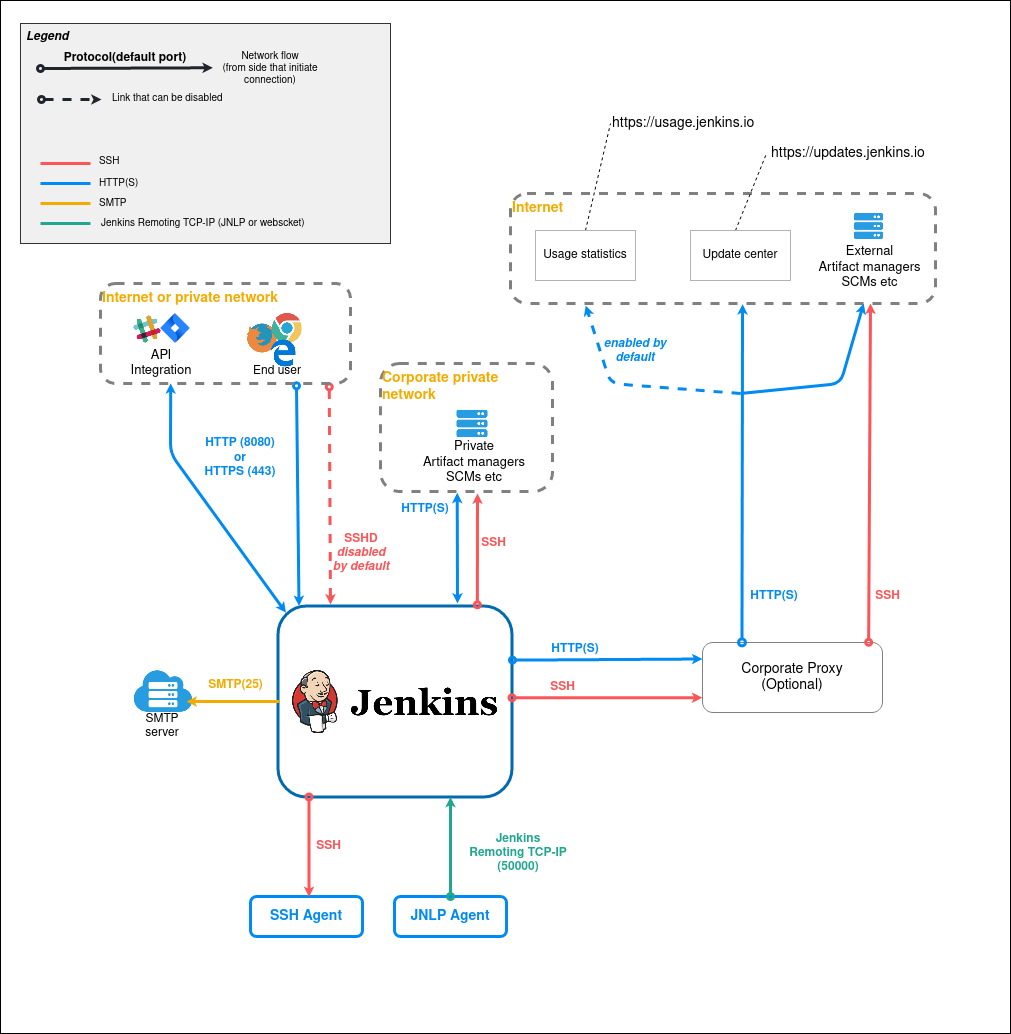 Legend
Protocol(default port)
Network flow
(from side that initiate
connection)
Link that can be disabled
SSH
HTTP(S)
SMTP
Jenkins Remoting TCP-IP (JNLP or webscket)
https://usage.jenkins.io
https://updates.jenkins.io
Internet
Usage statistics
Update center
External
Artifact managers
SCMs etc
Internet or private network
API
Integration
End user
enabled by
default
Corporate private
network
Private
Artifact managers
SCMs etc
HTTP (8080)
or
HTTPS (443)
HTTP(S)
SSH
SSHD
disabled
by default
HTTP(S)
SSH
HTTP(S)
SSH
Corporate Proxy
(Optional)
SMTP(25)
SMTP
server
Jenkins
SSH
Jenkins
Remoting TCP-IP
(50000)
SSH Agent
JNLP Agent